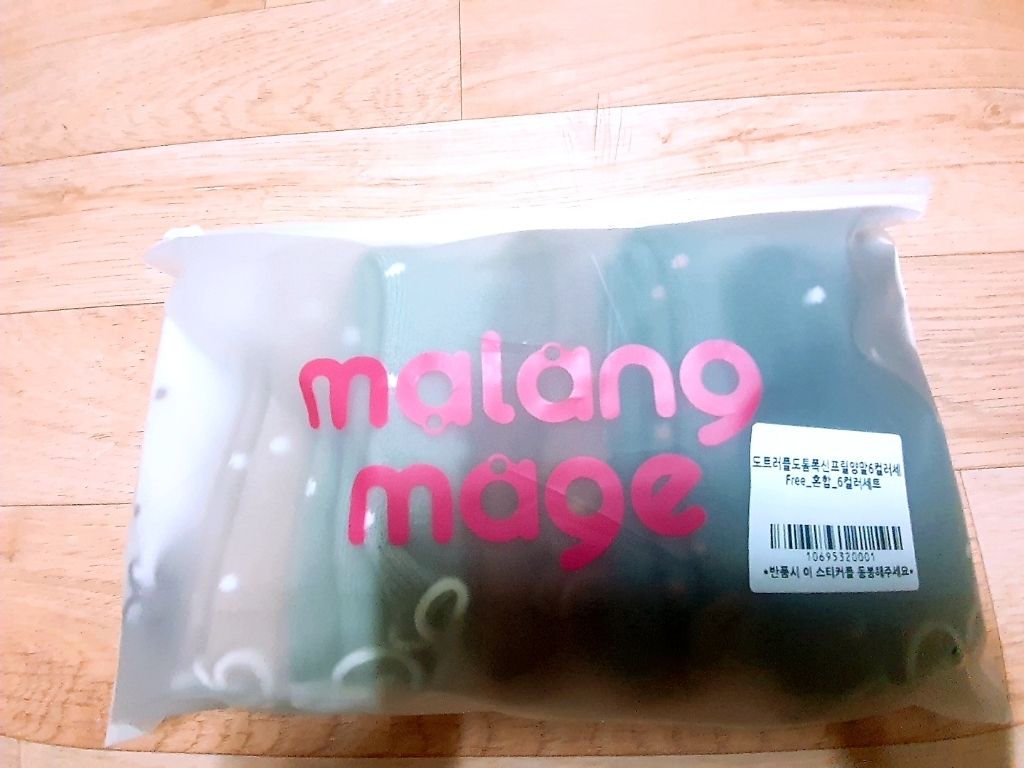 malang
mage
도트러플도톰폭신프릴양말6컬러세
Free_혼합_6컬러세트
10695320001
*반품시 이 스티커를 동봉해주세요*